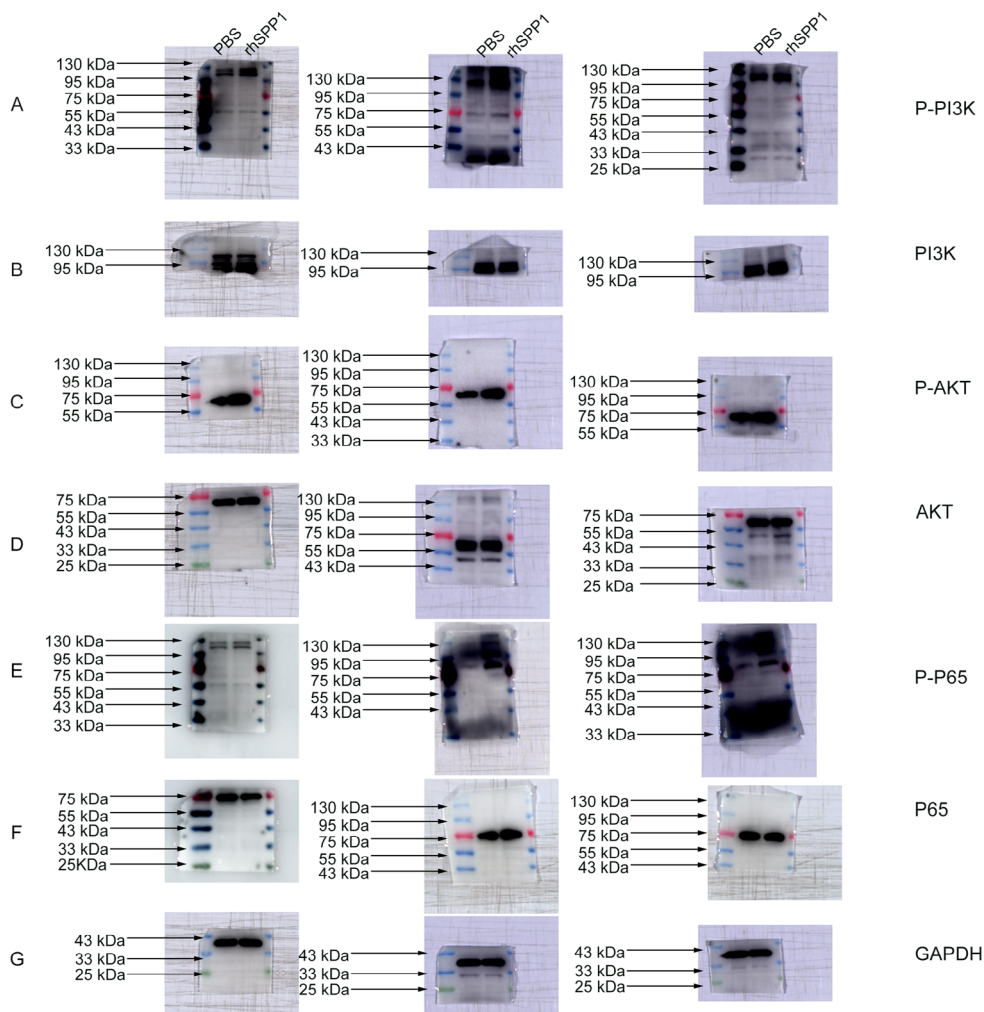 PBS rhSPP1 PBS rhSPP1 PBS rhSPP1
A
130 kDa
95 kDa
75 kDa
55 kDa
43 kDa
33 kDa
130 kDa
95 kDa
75 kDa
55 kDa
43 kDa
130 kDa
95 kDa
75 kDa
55 kDa
43 kDa
33 kDa
25 kDa
P-PI3K
B
130 kDa
95 kDa
130 kDa
95 kDa
130 kDa
95 kDa
PI3K
C
130 kDa
95 kDa
75 kDa
55 kDa
130 kDa
95 kDa
75 kDa
55 kDa
43 kDa
33 kDa
130 kDa
95 kDa
75 kDa
55 kDa
P-AKT
D
75 kDa
55 kDa
43 kDa
33 kDa
25 kDa
130 kDa
95 kDa
75 kDa
55 kDa
43 kDa
75 kDa
55 kDa
43 kDa
33 kDa
25 kDa
AKT
E
130 kDa
95 kDa
75 kDa
55 kDa
43 kDa
33 kDa
130 kDa
95 kDa
75 kDa
55 kDa
43 kDa
130 kDa
95 kDa
75 kDa
55 kDa
43 kDa
33 kDa
P-P65
F
75 kDa
55 kDa
43 kDa
33 kDa
25KDa
130 kDa
95 kDa
75 kDa
55 kDa
43 kDa
130 kDa
95 kDa
75 kDa
55 kDa
43 kDa
P65
G
43 kDa
33 kDa
25 kDa
43 kDa
33 kDa
25 kDa
43 kDa
33 kDa
25 kDa
GAPDH